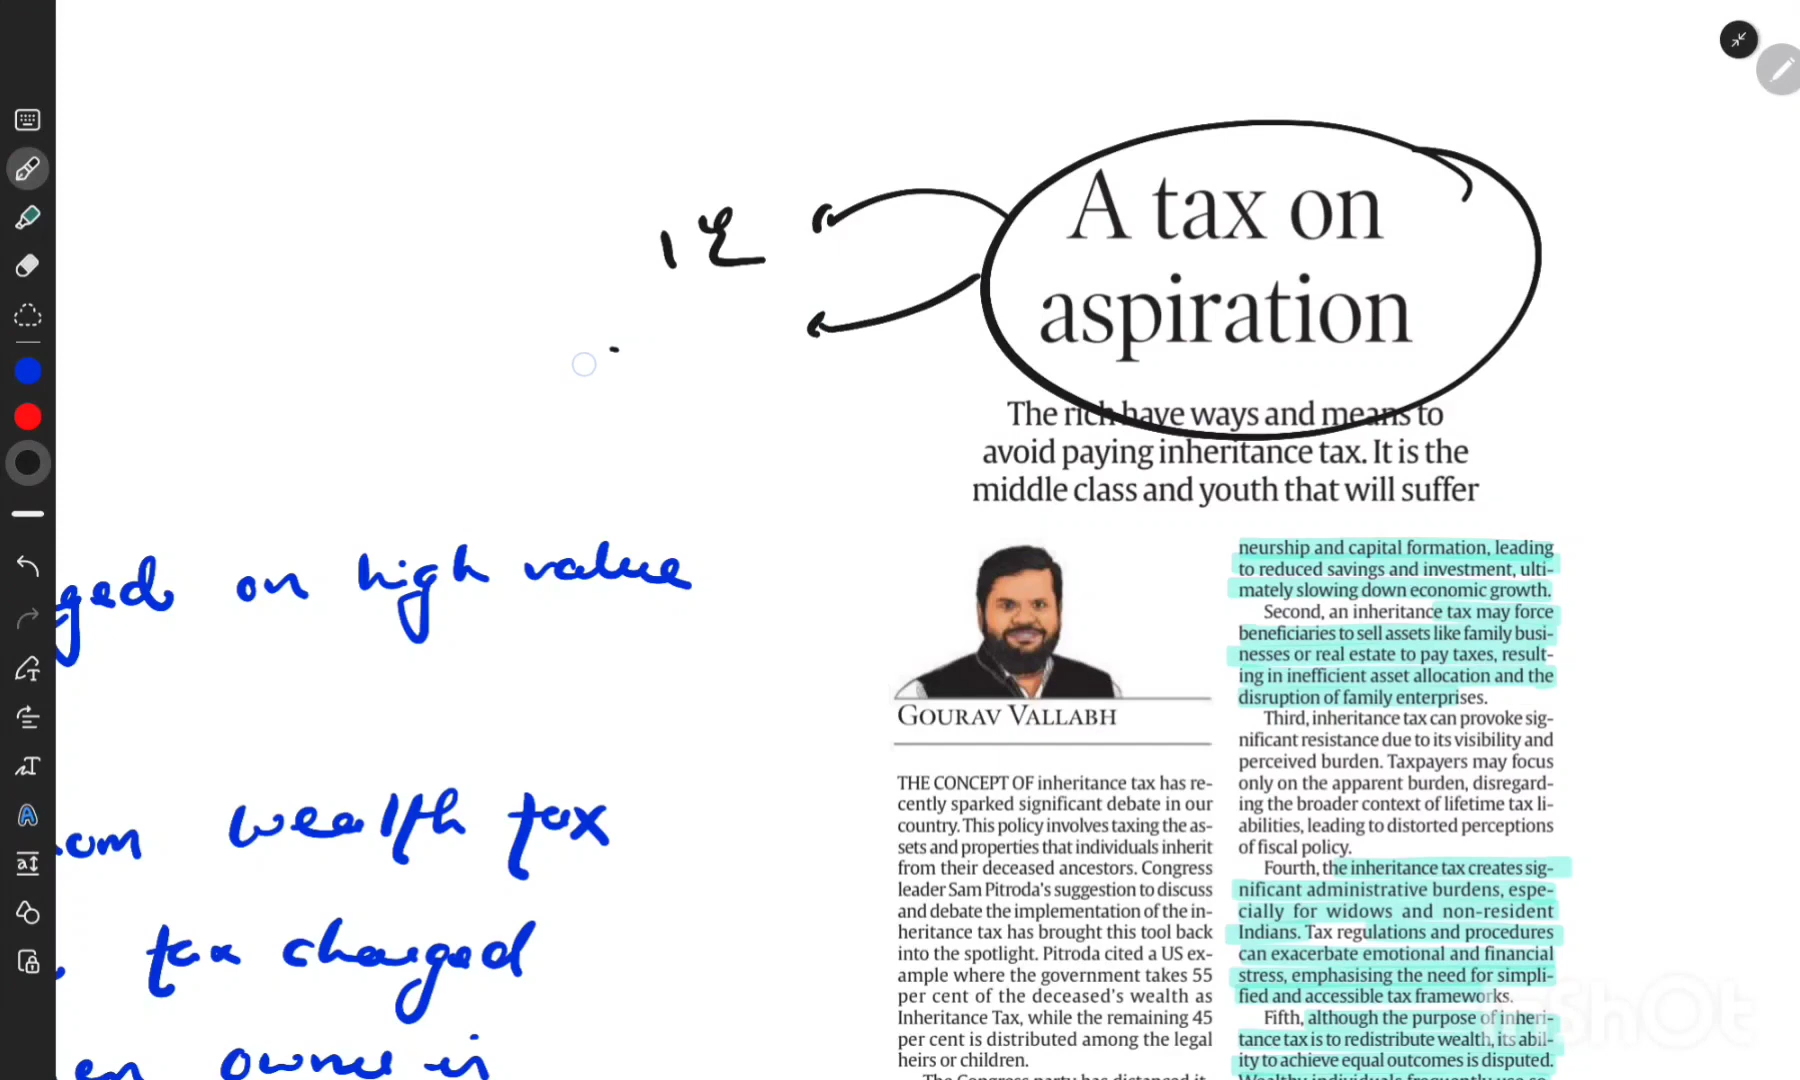 A tax on
aspiration
The rich have ways and means to
avoid paying inheritance tax. It is the
middle class and youth that will suffer
GOURAV VALLABH
THE CONCEPT OF inheritance tax has re-
cently sparked significant debate in our
country. This policy involves taxing the as-
sets and properties that individuals inherit
from their deceased ancestors. Congress
leader Sam Pitroda's suggestion to discuss
and debate the implementation of the in-
heritance tax has brought this tool back
into the spotlight. Pitroda cited a US ex-
ample where the government takes 55
per cent of the deceased's wealth as
Inheritance Tax, while the remaining 45
per cent is distributed among the legal
heirs or children.
The Congress party has distanced it-
neurship and capital formation, leading
to reduced savings and investment, ulti-
mately slowing down economic growth.
Second, an inheritance tax may force
beneficiaries to sell assets like family busi-
nesses or real estate to pay taxes, result-
ing in inefficient asset allocation and the
disruption of family enterprises.
Third, inheritance tax can provoke sig-
nificant resistance due to its visibility and
perceived burden. Taxpayers may focus
only on the apparent burden, disregard-
ing the broader context of lifetime tax li-
abilities, leading to distorted perceptions
of fiscal policy.
Fourth, the inheritance tax creates sig-
nificant administrative burdens, espe-
cially for widows and non-resident
Indians. Tax regulations and procedures
can exacerbate emotional and financial
stress, emphasising the need for simpli-
fied and accessible tax frameworks.
Fifth, although the purpose of inheri-
tance tax is to redistribute wealth, its abil-
ity to achieve equal outcomes is disputed.
Wealthy individuals frequently use so-
ged on high value
om wealth tax
tax charged
en owner is
InShOt